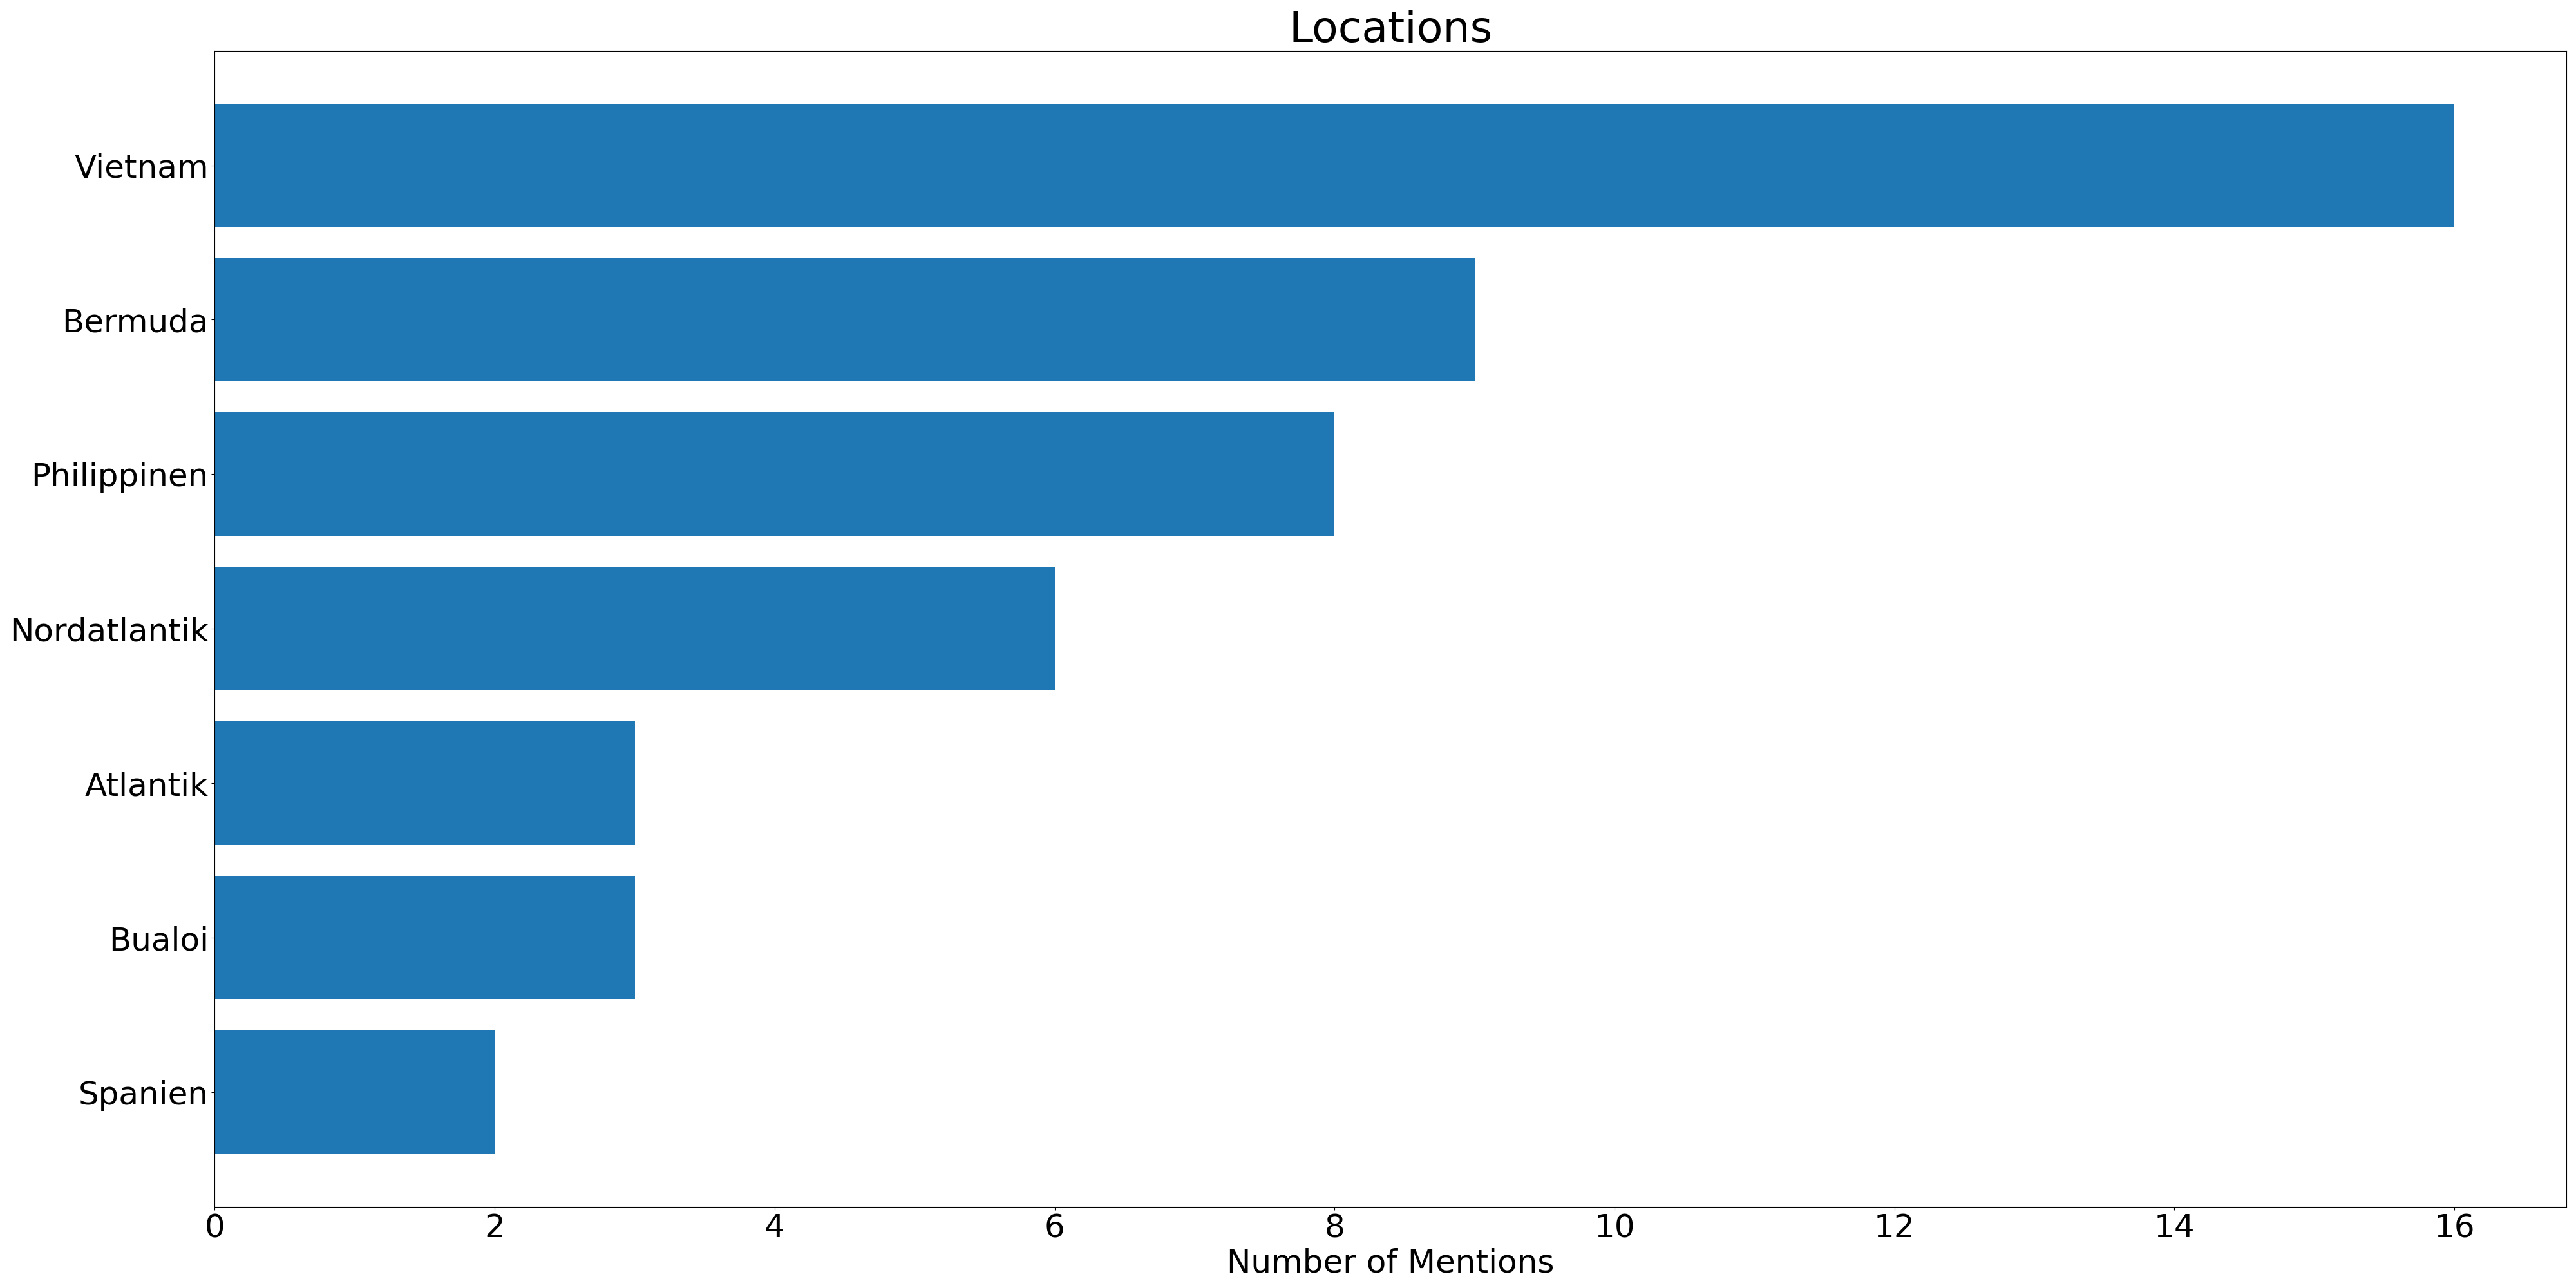 Locations
Vietnam
Bermuda
Philippinen
Nordatlantik
Atlantik
Bualoi
Spanien
0 2 4 6 8 10 12 14 16
Number of Mentions